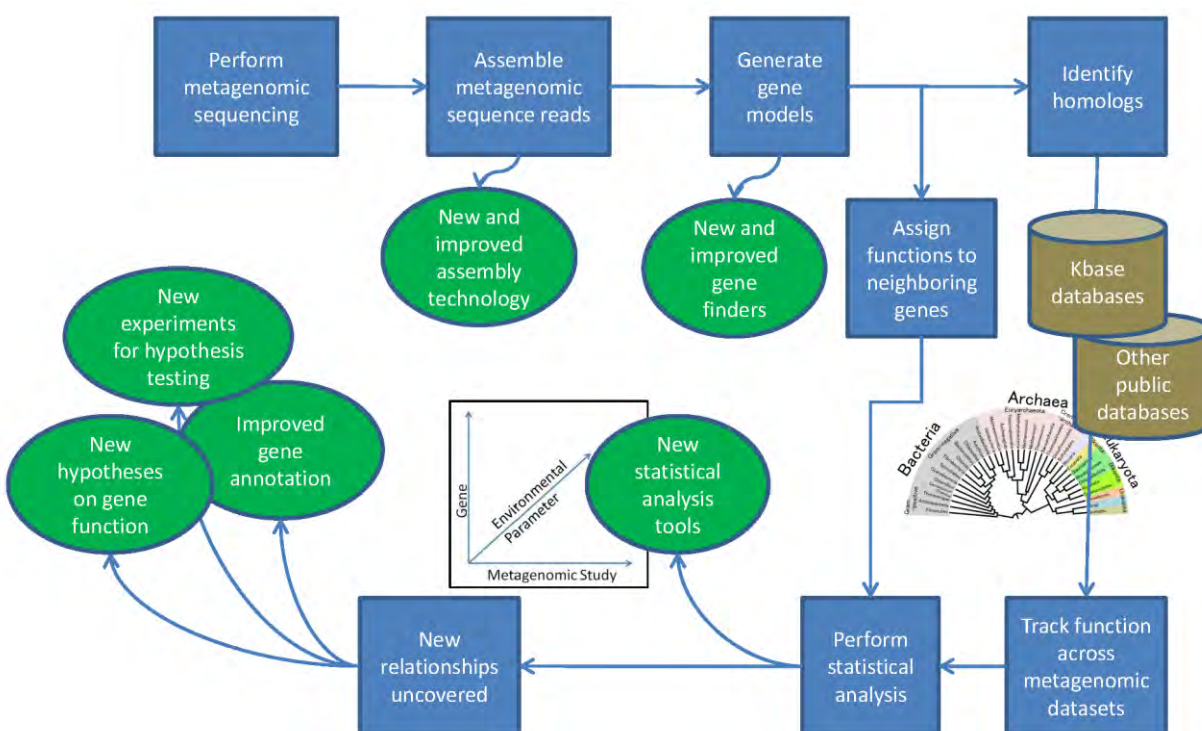 Perform
metagenomic
sequencing
Assemble
metagenomic
sequence reads
Generate
gene
models
Identify
homologs
New and
improved
assembly
technology
New and
improved
gene
finders
Assign
functions to
neighboring
genes
Kbase
databases
Other
public
databases
New
experiments
for hypothesis
testing
Improved
gene
annotation
New
hypotheses
on gene
function
Gene
Environmental
Parameter
Metagenomic Study
New
statistical
analysis
tools
Bacteria
Archaea
Euryarchaeota
New
relationships
uncovered
Perform
statistical
analysis
Track function
across
metagenomic
datasets